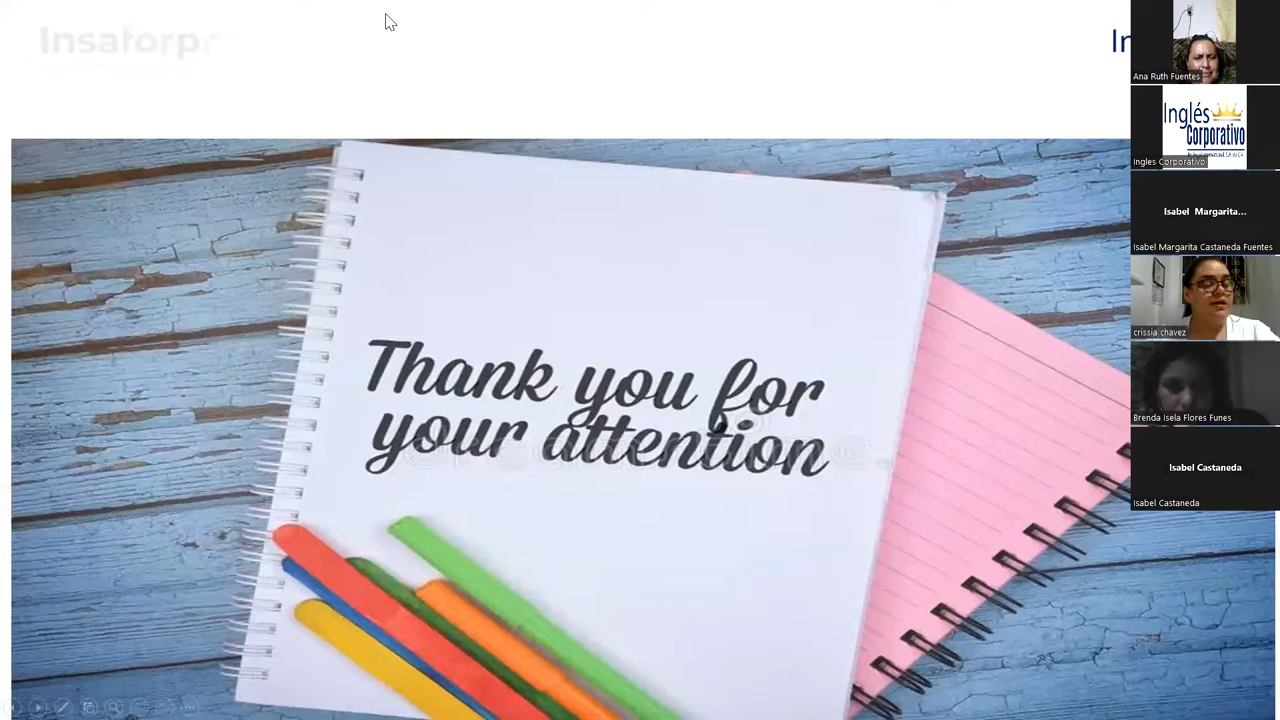 Insaforp
In
Thank you for
your attention
Ana Ruth Fuentes
Inglés
Corporativo
Ingles Corporativo
Isabel Margarita...
Isabel Margarita Castaneda Fuentes
crissia chavez
Brenda Isela Flores Funes
Isabel Castaneda
Isabel Castaneda